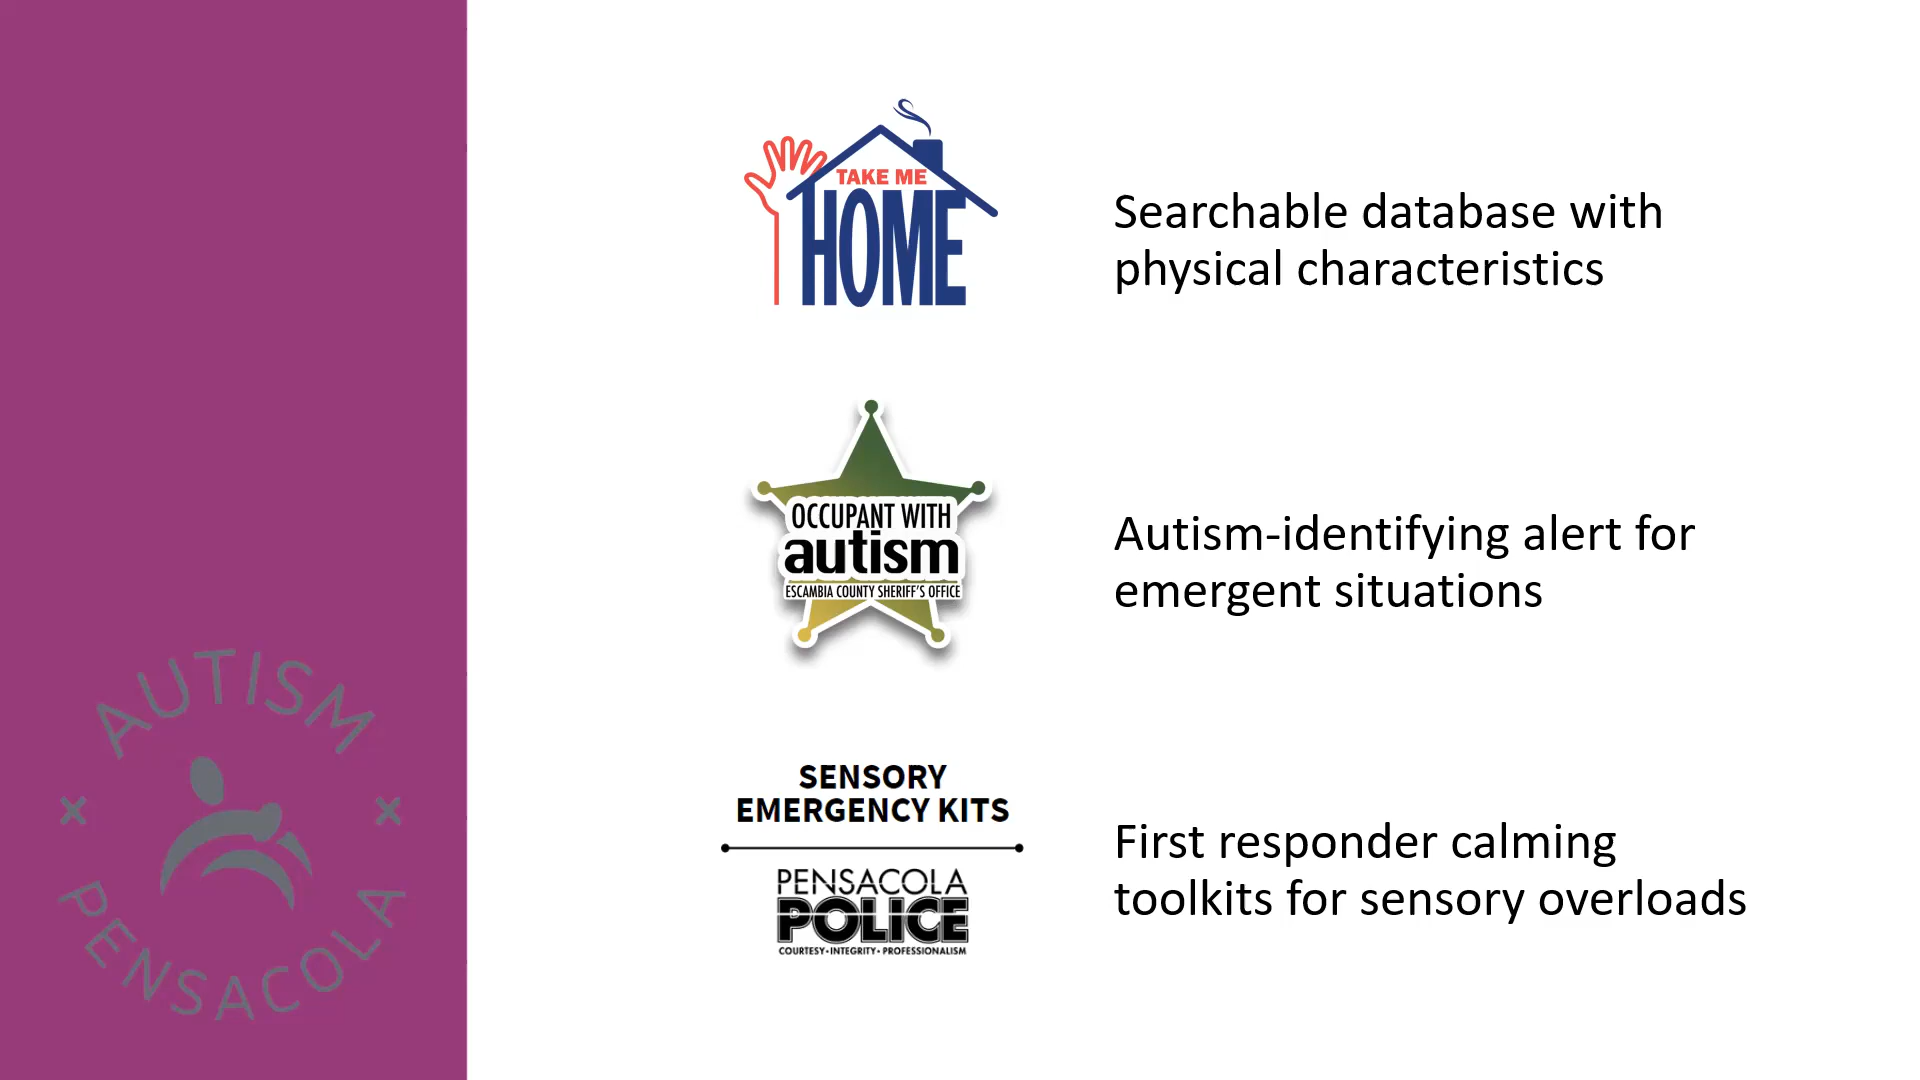 TAKE ME
HOME
Searchable database with
physical characteristics
OCCUPANT WITH
autism
ESCAMBIA COUNTY SHERIFF'S OFFICE
Autism-identifying alert for
emergent situations
SENSORY
EMERGENCY KITS
PENSACOLA
POLICE
COURTESY • INTEGRITY • PROFESSIONALISM
First responder calming
toolkits for sensory overloads
AUTISM
PENSACOLA